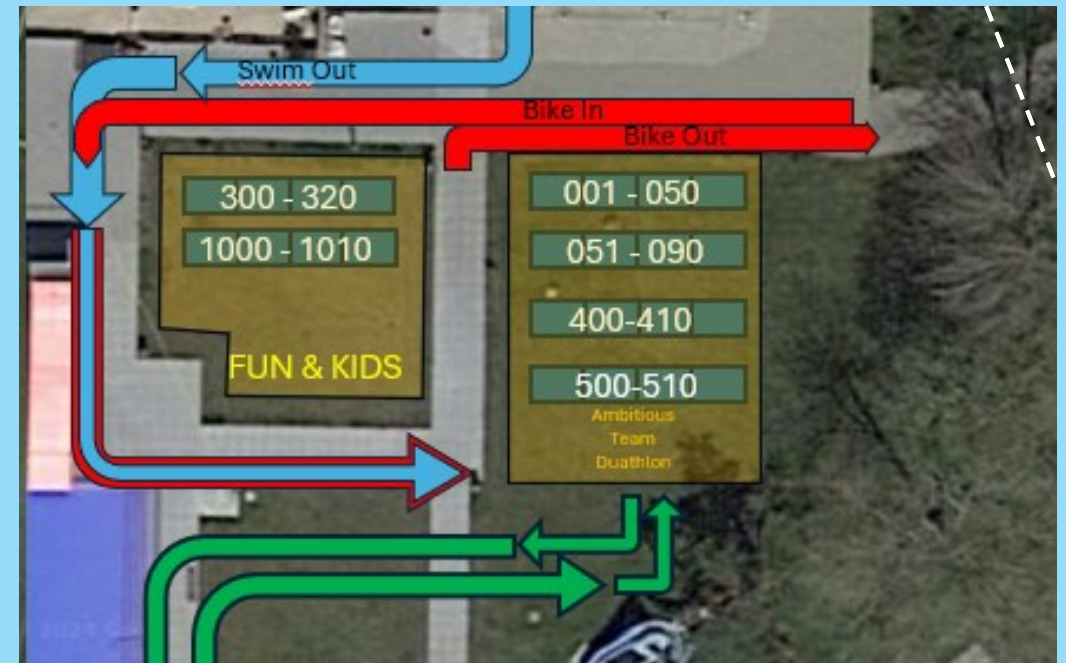 Swim Out
Bike In
Bike Out
300 - 320
1000 - 1010
FUN & KIDS
001 - 050
051 - 090
400-410
500-510
Ambitious
Team
Duathlon